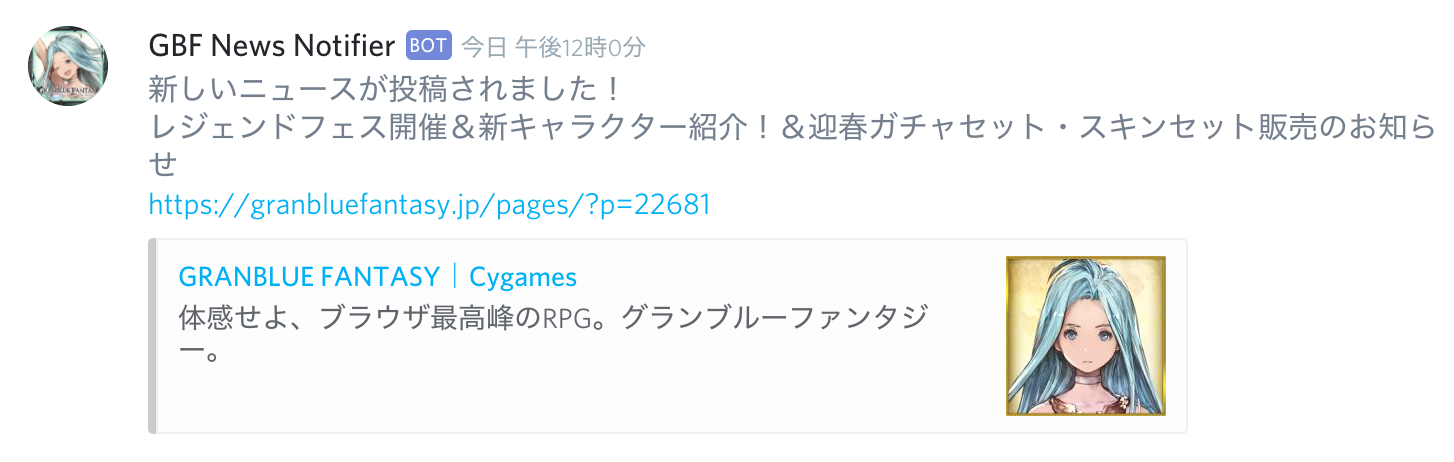 GBF News Notifier BOT 今日 午後12時0分
新しいニュースが投稿されました！
レジェンドフェス開催＆新キャラクター紹介！＆迎春ガチャセット・スキンセット販売のお知ら
せ
https://granbluefantasy.jp/pages/?p=22681
GRANBLUE FANTASY｜Cygames
体感せよ、ブラウザ最高峰のRPG。グランブルーファンタジ
ー。
GRANBLUE FANTASY